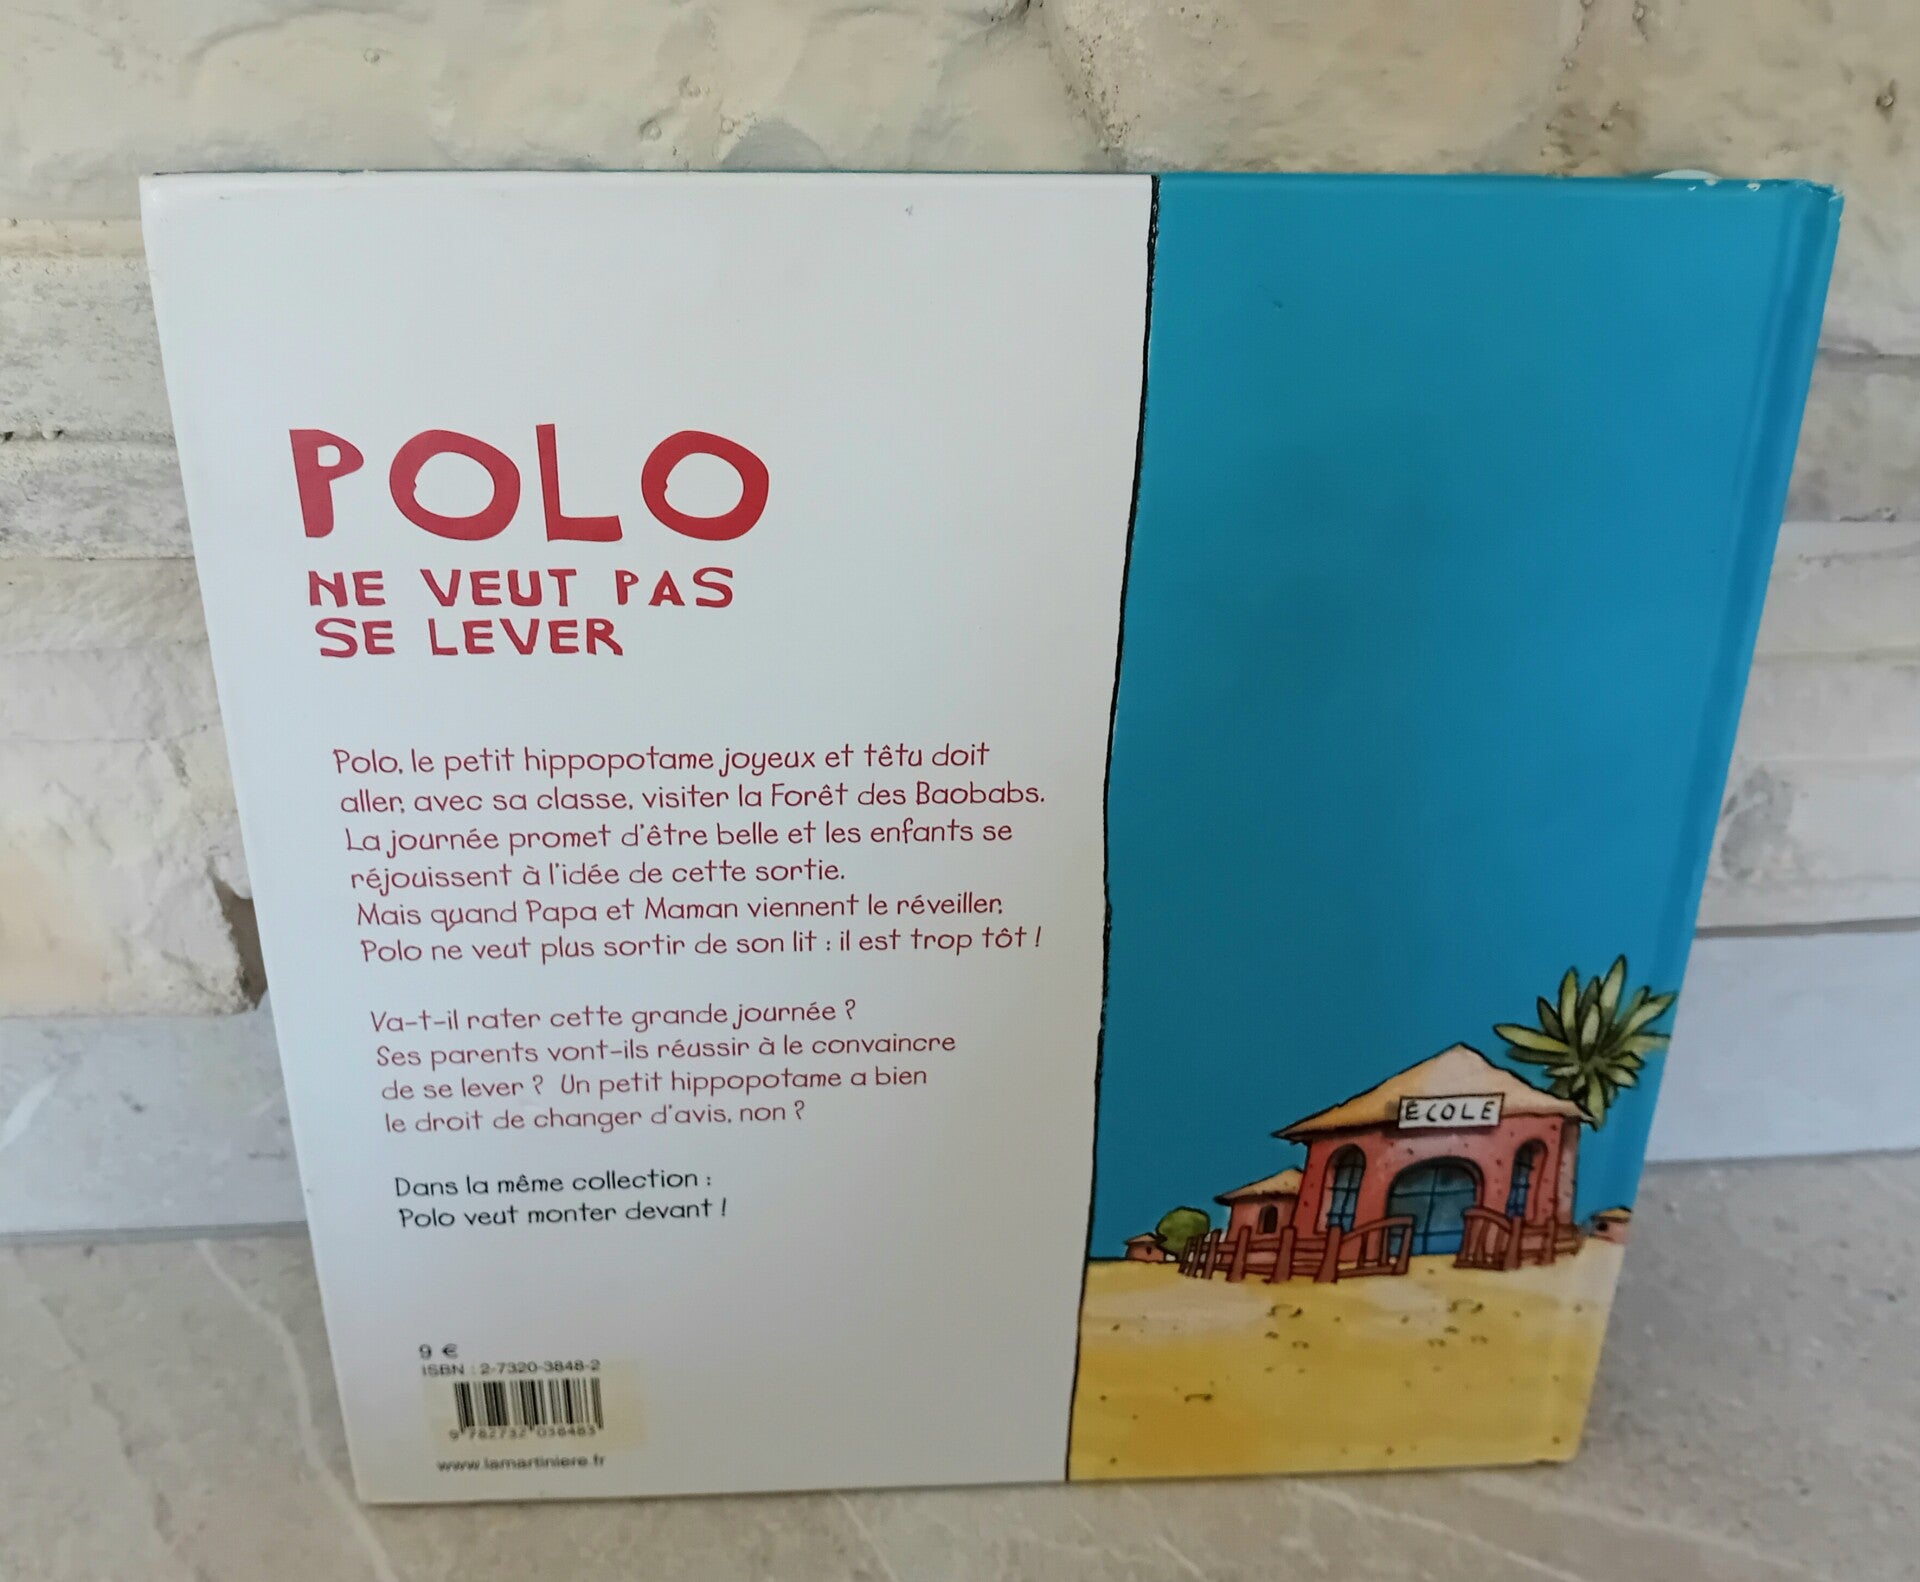 POLO
NE VEUT PAS
SE LEVER
Polo, le petit hippopotame joyeux et têtu doit
aller, avec sa classe, visiter la Forêt des Baobabs.
La journée promet d'être belle et les enfants se
réjouissent à l'idée de cette sortie.
Mais quand Papa et Maman viennent le réveiller,
Polo ne veut plus sortir de son lit : il est trop tôt !
Va-t-il rater cette grande journée ?
Ses parents vont-ils réussir à le convaincre
de se lever ? Un petit hippopotame a bien
le droit de changer d'avis, non ?
Dans la même collection :
Polo veut monter devant !
9 €
ISBN : 2-7320-3848-2
9 782732 038483
www.lamartiniere.fr
ÉCOLE